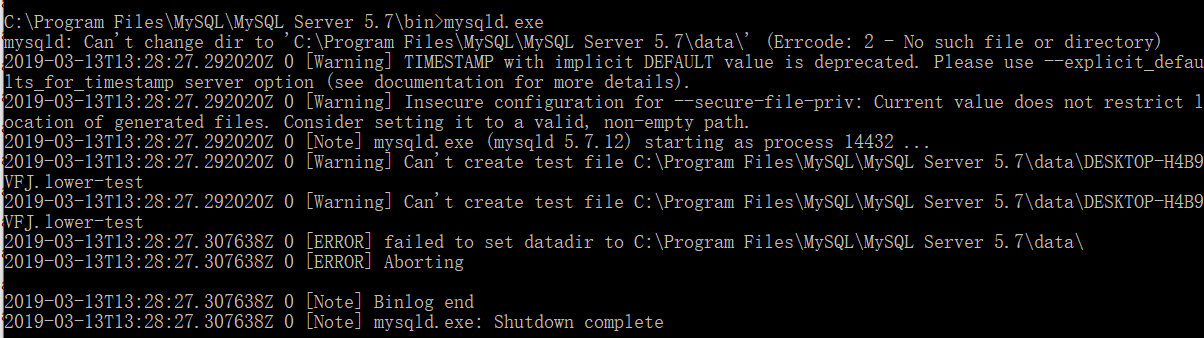 C:\Program Files\MySQL\MySQL Server 5.7\bin>mysqld.exe
mysqld: Can't change dir to 'C:\Program Files\MySQL\MySQL Server 5.7\data\' (Errcode: 2 - No such file or directory)
2019-03-13T13:28:27.292020Z 0 [Warning] TIMESTAMP with implicit DEFAULT value is deprecated. Please use --explicit_defau
lts_for_timestamp server option (see documentation for more details).
2019-03-13T13:28:27.292020Z 0 [Warning] Insecure configuration for --secure-file-priv: Current value does not restrict l
ocation of generated files. Consider setting it to a valid, non-empty path.
2019-03-13T13:28:27.292020Z 0 [Note] mysqld.exe (mysqld 5.7.12) starting as process 14432 ...
2019-03-13T13:28:27.292020Z 0 [Warning] Can't create test file C:\Program Files\MySQL\MySQL Server 5.7\data\DESKTOP-H4B9
VFJ.lower-test
2019-03-13T13:28:27.292020Z 0 [Warning] Can't create test file C:\Program Files\MySQL\MySQL Server 5.7\data\DESKTOP-H4B9
VFJ.lower-test
2019-03-13T13:28:27.307638Z 0 [ERROR] failed to set datadir to C:\Program Files\MySQL\MySQL Server 5.7\data\
2019-03-13T13:28:27.307638Z 0 [ERROR] Aborting
2019-03-13T13:28:27.307638Z 0 [Note] Binlog end
2019-03-13T13:28:27.307638Z 0 [Note] mysqld.exe: Shutdown complete